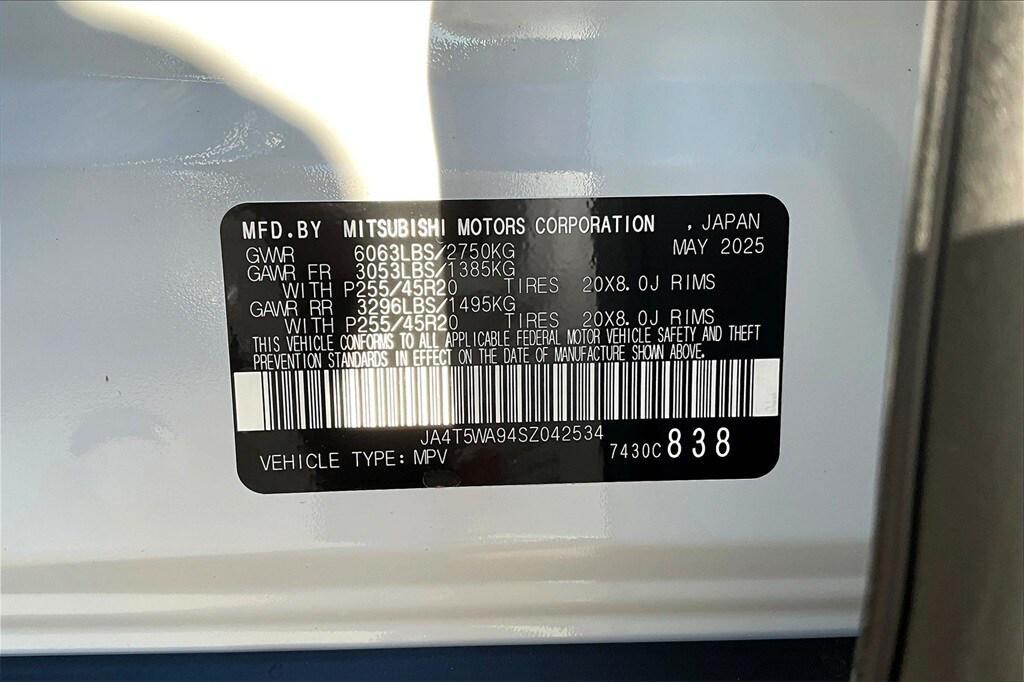 MFD.BY MITSUBISHI MOTORS CORPORATION , JAPAN
GVWR 6063LBS/2750KG MAY 2025
GAWR FR 3053LBS/1385KG
WITH P255/45R20 TIRES 20X8.0J RIMS
GAWR RR 3296LBS/1495KG
WITH P255/45R20 TIRES 20X8.0J RIMS
THIS VEHICLE CONFORMS TO ALL APPLICABLE FEDERAL MOTOR VEHICLE SAFETY AND THEFT
PREVENTION STANDARDS IN EFFECT ON THE DATE OF MANUFACTURE SHOWN ABOVE.
JA4T5WA94SZ042534
VEHICLE TYPE: MPV 7430C 838